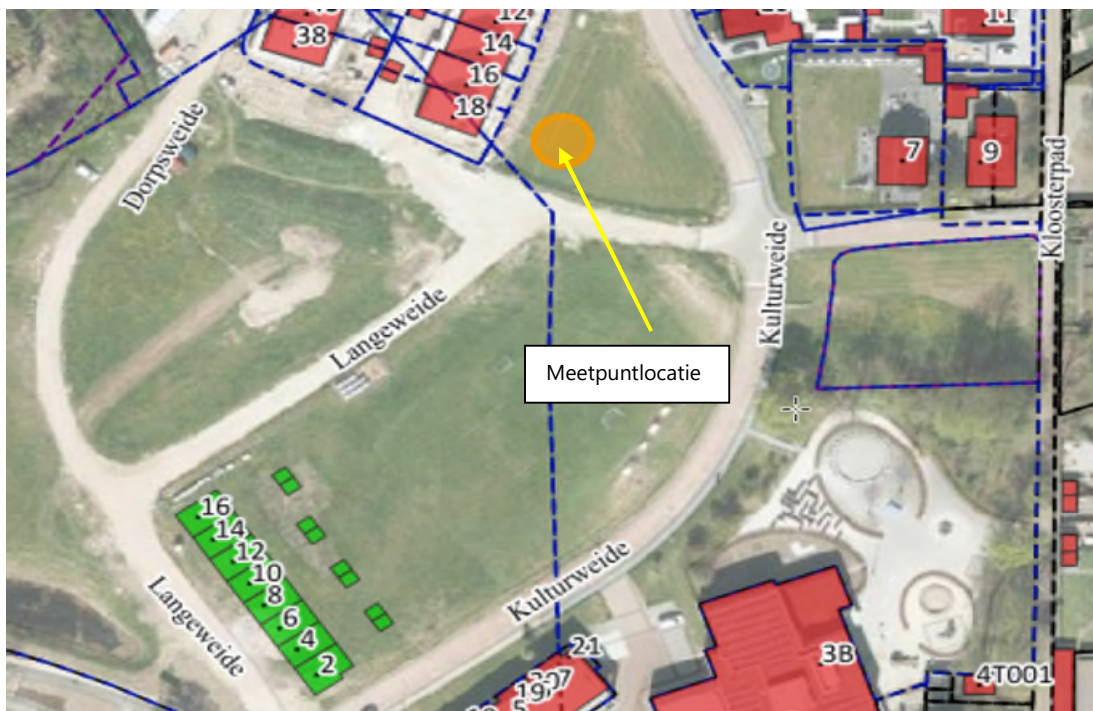 12
11
38
14
16
18
7
9
Dorpsweide
Kloosterpad
Kulturweide
Langeweide
Meetpuntlocatie
16
14
12
10
8
6
4
2
Langeweide
Kulturweide
21
3B
4T001